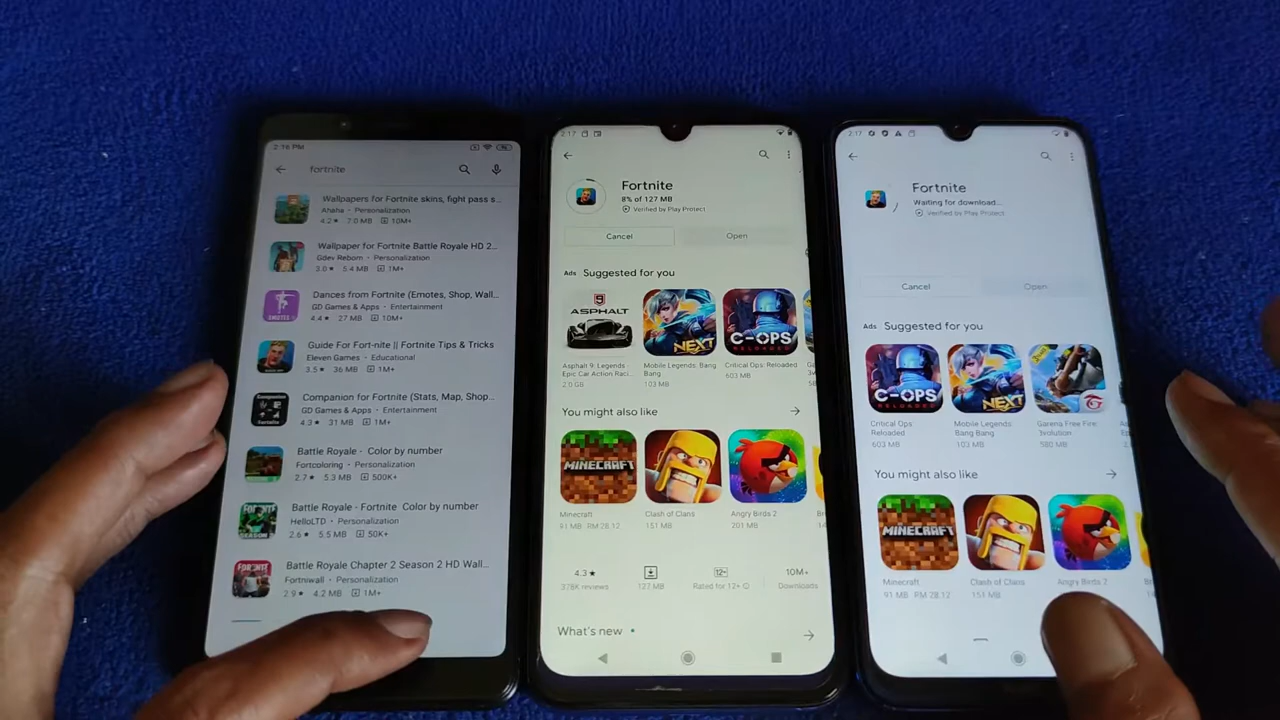 2:16 PM
fortnite
Wallpapers for Fortnite skins, fight pass s...
Ahalia • Personalization
4.2★ 7.0 MB 10M+
Wallpaper for Fortnite Battle Royale HD 2...
Gdev Reborn • Personalization
3.0★ 5.4 MB 1M+
Dances from Fortnite (Emotes, Shop, Wall...
GD Games & Apps • Entertainment
4.4★ 27 MB 10M+
Guide For Fort-nite || Fortnite Tips & Tricks
Eleven Games • Educational
3.5★ 36 MB 1M+
Companion for Fortnite (Stats, Map, Shop...
GD Games & Apps • Entertainment
4.3★ 31 MB 1M+
Battle Royale - Color by number
Fortcoloring • Personalization
2.7★ 5.3 MB 500K+
Battle Royale - Fortnite Color by number
HelloLTD • Personalization
2.6★ 5.5 MB 50K+
Battle Royale Chapter 2 Season 2 HD Wall...
Fortniwall • Personalization
2.9★ 4.2 MB 1M+
2:17
Fortnite
8% of 127 MB
Verified by Play Protect
Cancel Open
Ads Suggested for you
9
ASPHALT
NEXT
C-OPS
RELOADED
Asphalt 9: Legends - Mobile Legends: Bang Critical Ops: Reloaded
Epic Car Action Raci... Bang 603 MB
2.0 GB 103 MB
You might also like
MINECRAFT
Minecraft Clash of Clans Angry Birds 2
91 MB RM 28.12 151 MB 201 MB
4.3★ 12+ 10M+
378K reviews 127 MB Rated for 12+ Downloads
What's new •
2:17
Fortnite
Waiting for download...
Verified by Play Protect
Cancel Open
Ads Suggested for you
C-OPS
RELOADED
NEXT
Critical Ops: Mobile Legends: Garena Free Fire:
Reloaded Bang Bang 3volution
603 MB 103 MB 580 MB
You might also like
MINECRAFT
Minecraft Clash of Clans Angry Birds 2
91 MB RM 28.12 151 MB